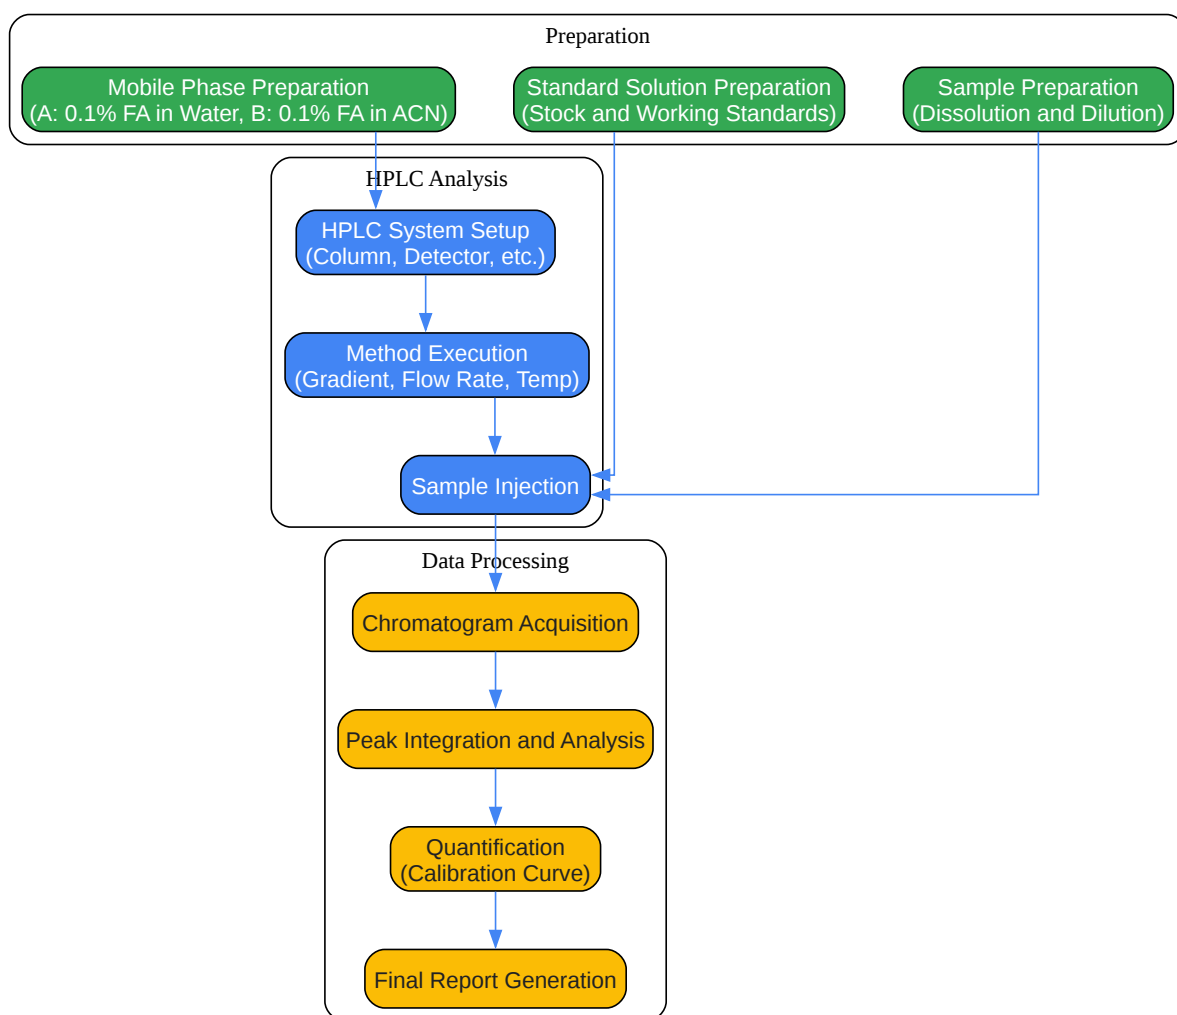 Preparation
Mobile Phase Preparation
(A: 0.1% FA in Water, B: 0.1% FA in ACN)
Standard Solution Preparation
(Stock and Working Standards)
Sample Preparation
(Dissolution and Dilution)
HPLC Analysis
HPLC System Setup
(Column, Detector, etc.)
Method Execution
(Gradient, Flow Rate, Temp)
Sample Injection
Data Processing
Chromatogram Acquisition
Peak Integration and Analysis
Quantification
(Calibration Curve)
Final Report Generation